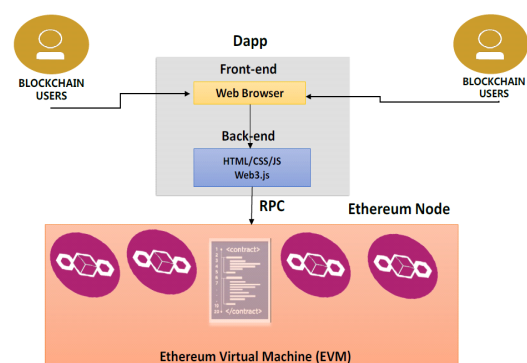 Dapp
Front-end
Web Browser
BLOCKCHAIN
USERS
BLOCKCHAIN
USERS
Back-end
HTML/CSS/JS
Web3.js
RPC
Ethereum Node
<contract>
</contract>
Ethereum Virtual Machine (EVM)